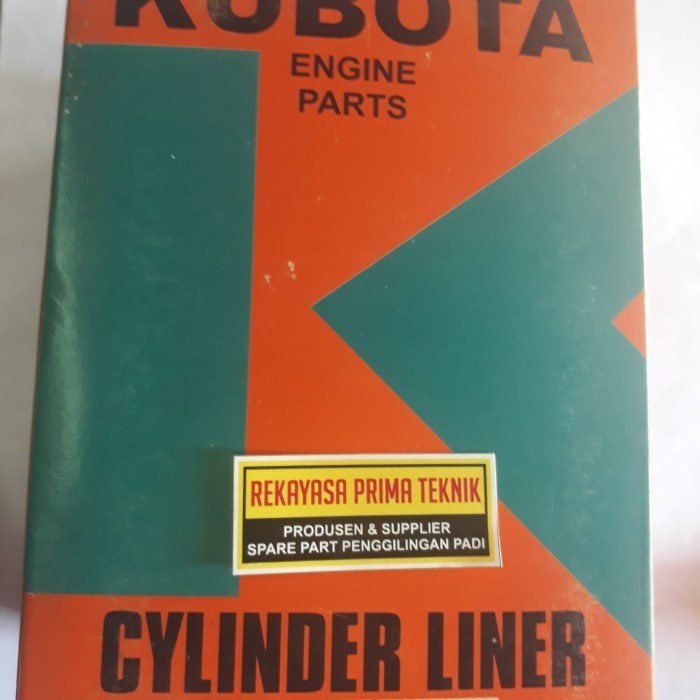 KUBOTA
ENGINE
PARTS
REKAYASA PRIMA TEKNIK
PRODUSEN & SUPPLIER
SPARE PART PENGGILINGAN PADI
CYLINDER LINER